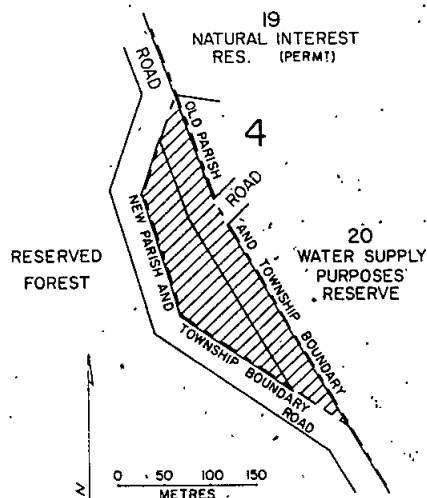 19
NATURAL INTEREST
RES. (PERMT)
ROAD
OLD PARISH
4
ROAD
AND TOWNSHIP BOUNDARY
20
WATER SUPPLY
PURPOSES
RESERVE
RESERVED
FOREST
NEW PARISH AND
TOWNSHIP BOUNDARY
ROAD
N
0 50 100 150
METRES